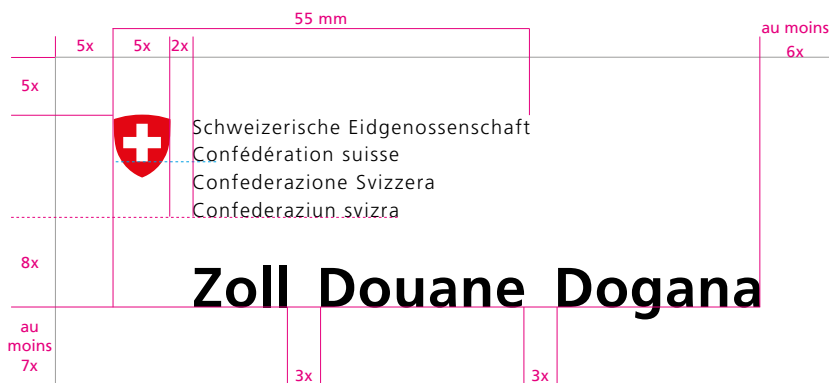 55 mm
au moins
5x 5x 2x 6x
5x
Schweizerische Eidgenossenschaft
Confédération suisse
Confederazione Svizzera
Confederaziun svizra
8x
Zoll Douane Dogana
au
moins
7x
3x 3x